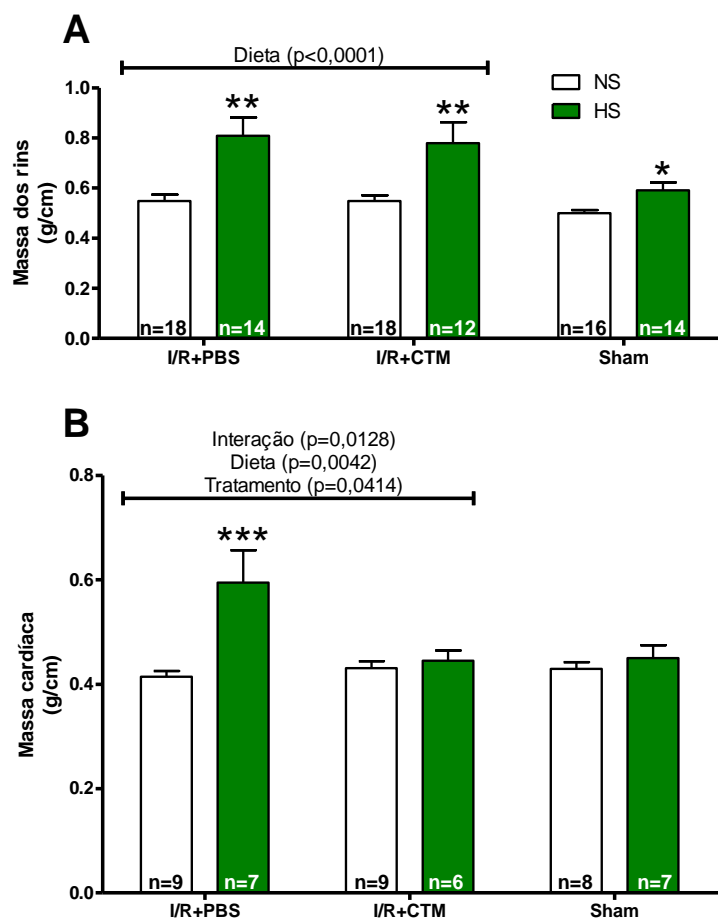 A
Dieta (p<0,0001)
NS
HS
**
**
*
1.0
0.8
0.6
0.4
0.2
0.0
Massa dos rins
(g/cm)
n=18
n=14
n=18
n=12
n=16
n=14
I/R+PBS
I/R+CTM
Sham
B
Interação (p=0,0128)
Dieta (p=0,0042)
Tratamento (p=0,0414)
***
0.8
0.6
0.4
0.2
0.0
Massa cardíaca
(g/cm)
n=9
n=7
n=9
n=6
n=8
n=7
I/R+PBS
I/R+CTM
Sham